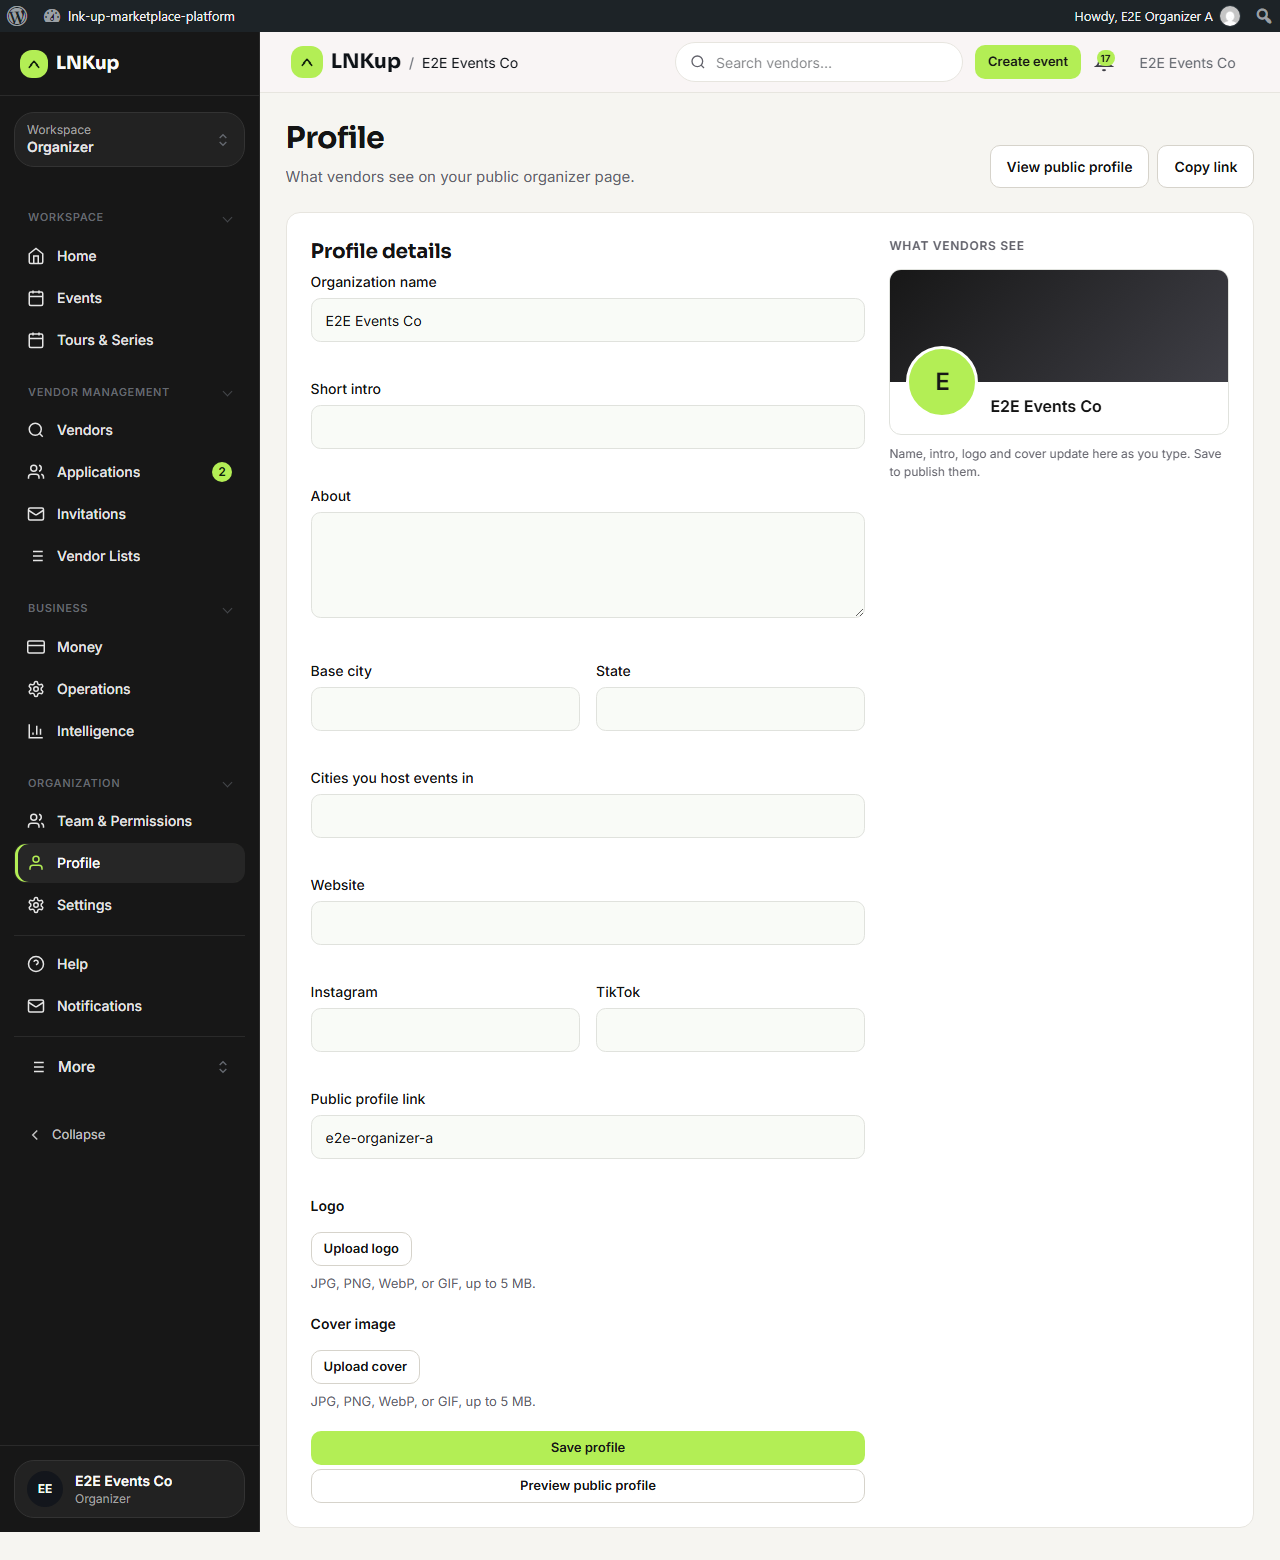 lnk-up-marketplace-platform
Howdy, E2E Organizer A
LNKup
LNKup / E2E Events Co
Search vendors...
Create event
17
E2E Events Co
Workspace
Organizer
WORKSPACE
Home
Events
Tours & Series
VENDOR MANAGEMENT
Vendors
Applications
2
Invitations
Vendor Lists
BUSINESS
Money
Operations
Intelligence
ORGANIZATION
Team & Permissions
Profile
Settings
Help
Notifications
More
Collapse
EE
E2E Events Co
Organizer
Profile
What vendors see on your public organizer page.
View public profile
Copy link
Profile details
Organization name
E2E Events Co
Short intro
About
Base city
State
Cities you host events in
Website
Instagram
TikTok
Public profile link
e2e-organizer-a
Logo
Upload logo
JPG, PNG, WebP, or GIF, up to 5 MB.
Cover image
Upload cover
JPG, PNG, WebP, or GIF, up to 5 MB.
Save profile
Preview public profile
WHAT VENDORS SEE
E
E2E Events Co
Name, intro, logo and cover update here as you type. Save
to publish them.